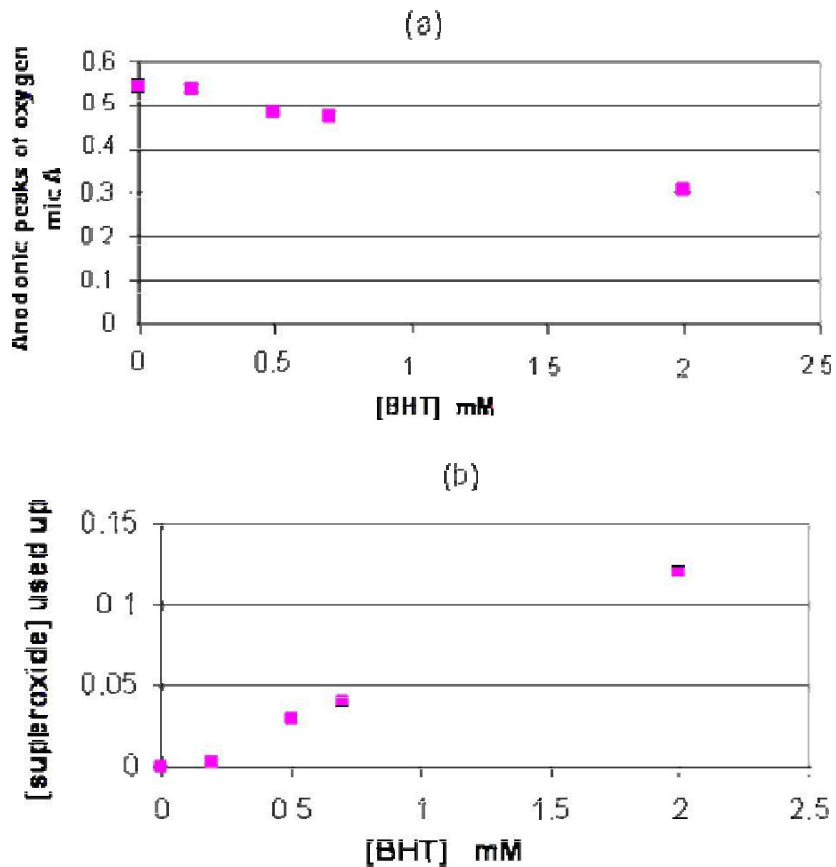 (a)
Anodonic peaks of oxygen
mic A
0.6
0.5
0.4
0.3
0.2
0.1
0
0 0.5 1 1 5 2 2 5
[BHT] mM
(b)
[superoxide] used up
0.15
0 1
0.05
0
0 0 5 1 1.5 2 2.5
[BHT] mM